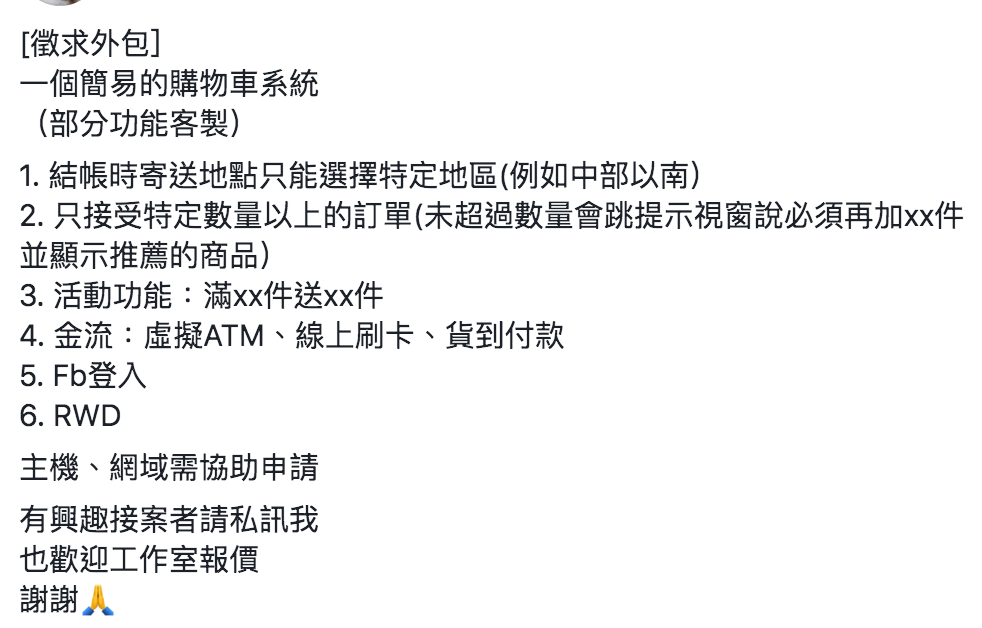 [徵求外包]
一個簡易的購物車系統
（部分功能客製）
1. 結帳時寄送地點只能選擇特定地區(例如中部以南）
2. 只接受特定數量以上的訂單(未超過數量會跳提示視窗說必須再加xx件
並顯示推薦的商品）
3. 活動功能：滿xx件送xx件
4. 金流：虛擬ATM、線上刷卡、貨到付款
5. Fb登入
6. RWD
主機、網域需協助申請
有興趣接案者請私訊我
也歡迎工作室報價
謝謝🙏